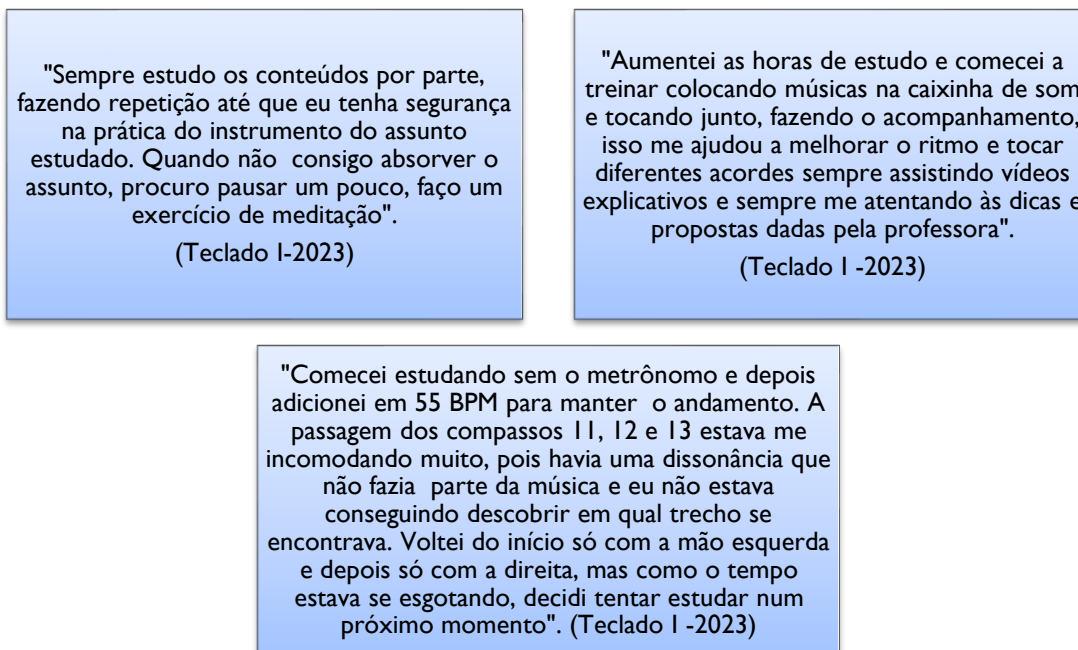 "Sempre estudo os conteúdos por parte,
fazendo repetição até que eu tenha segurança
na prática do instrumento do assunto
estudado. Quando não consigo absorver o
assunto, procuro pausar um pouco, faço um
exercício de meditação".
(Teclado I-2023)
"Aumentei as horas de estudo e comecei a
treinar colocando músicas na caixinha de som
e tocando junto, fazendo o acompanhamento,
isso me ajudou a melhorar o ritmo e tocar
diferentes acordes sempre assistindo vídeos
explicativos e sempre me atentando às dicas e
propostas dadas pela professora".
(Teclado I -2023)
"Comecei estudando sem o metrônomo e depois
adicionei em 55 BPM para manter o andamento. A
passagem dos compassos 11, 12 e 13 estava me
incomodando muito, pois havia uma dissonância que
não fazia parte da música e eu não estava
conseguindo descobrir em qual trecho se
encontrava. Voltei do início só com a mão esquerda
e depois só com a direita, mas como o tempo
estava se esgotando, decidi tentar estudar num
próximo momento". (Teclado I -2023)